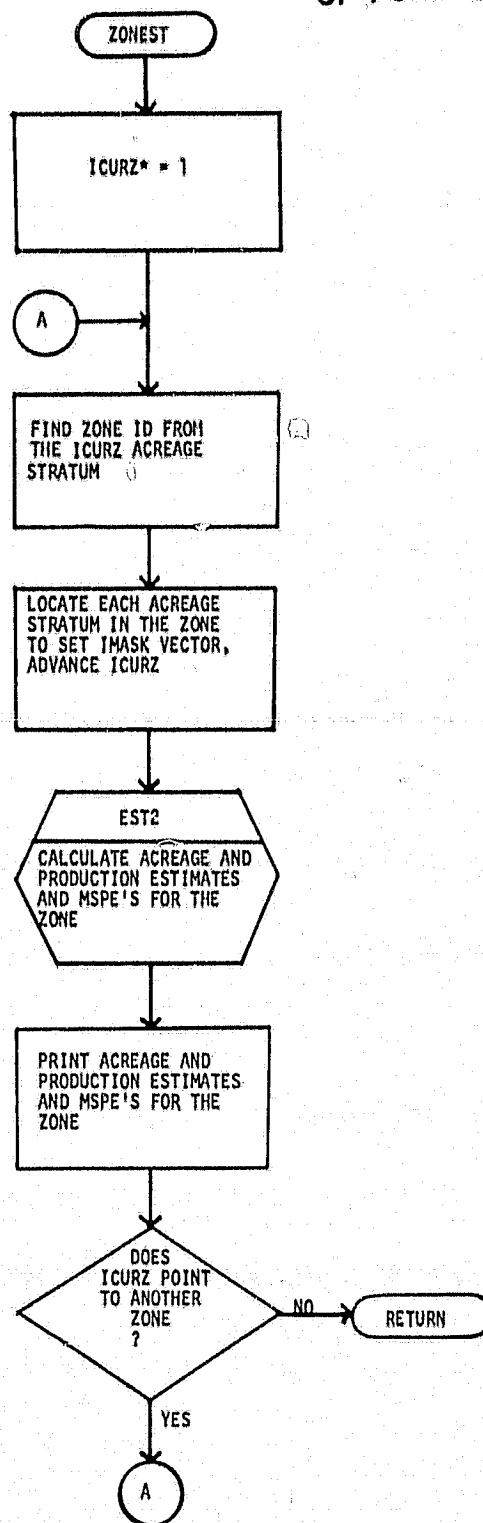 ZONEST
ICURZ* = 1
A
FIND ZONE ID FROM
THE ICURZ ACREAGE
STRATUM
LOCATE EACH ACREAGE
STRATUM IN THE ZONE
TO SET IMASK VECTOR,
ADVANCE ICURZ
EST2
CALCULATE ACREAGE AND
PRODUCTION ESTIMATES
AND MSPE'S FOR THE
ZONE
PRINT ACREAGE AND
PRODUCTION ESTIMATES
AND MSPE'S FOR THE
ZONE
DOES
ICURZ POINT
TO ANOTHER
ZONE
?
NO
RETURN
YES
A